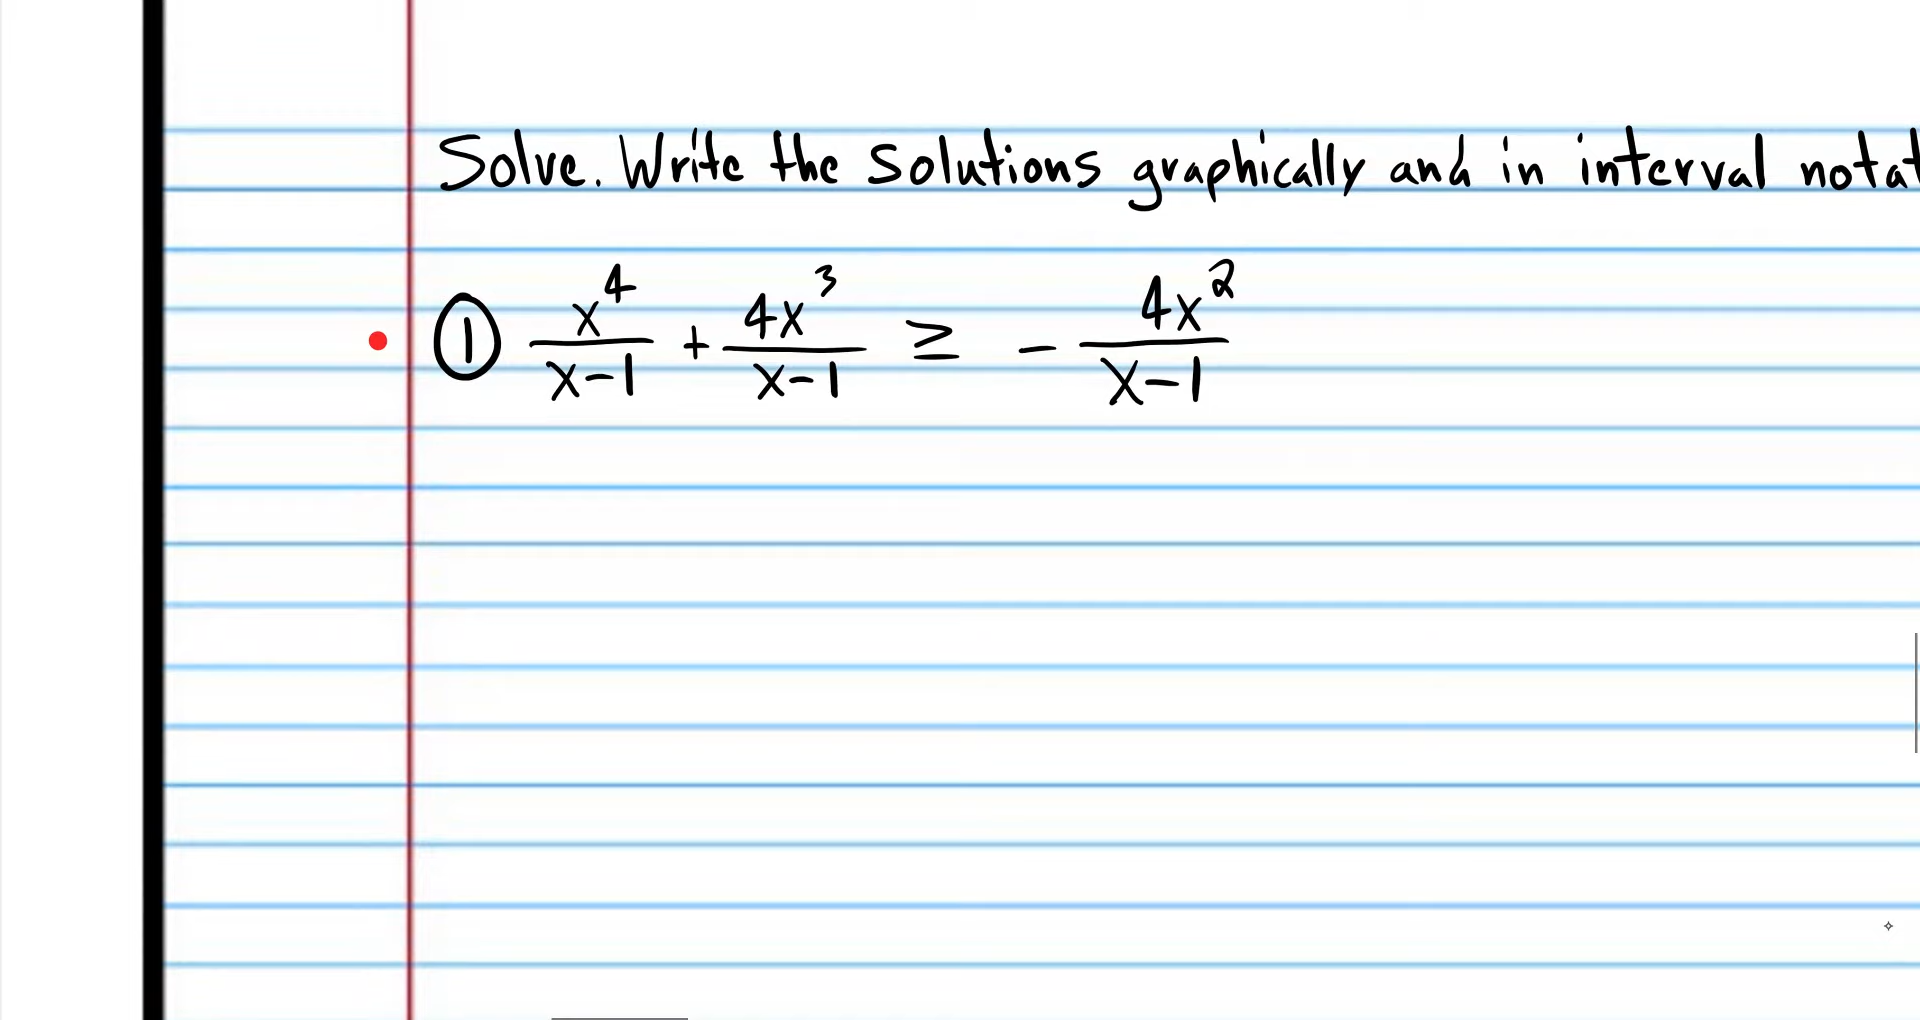 Solve. Write the solutions graphically and in interval notat
① x⁴/(x-1) + 4x³/(x-1) ≥ - 4x²/(x-1)